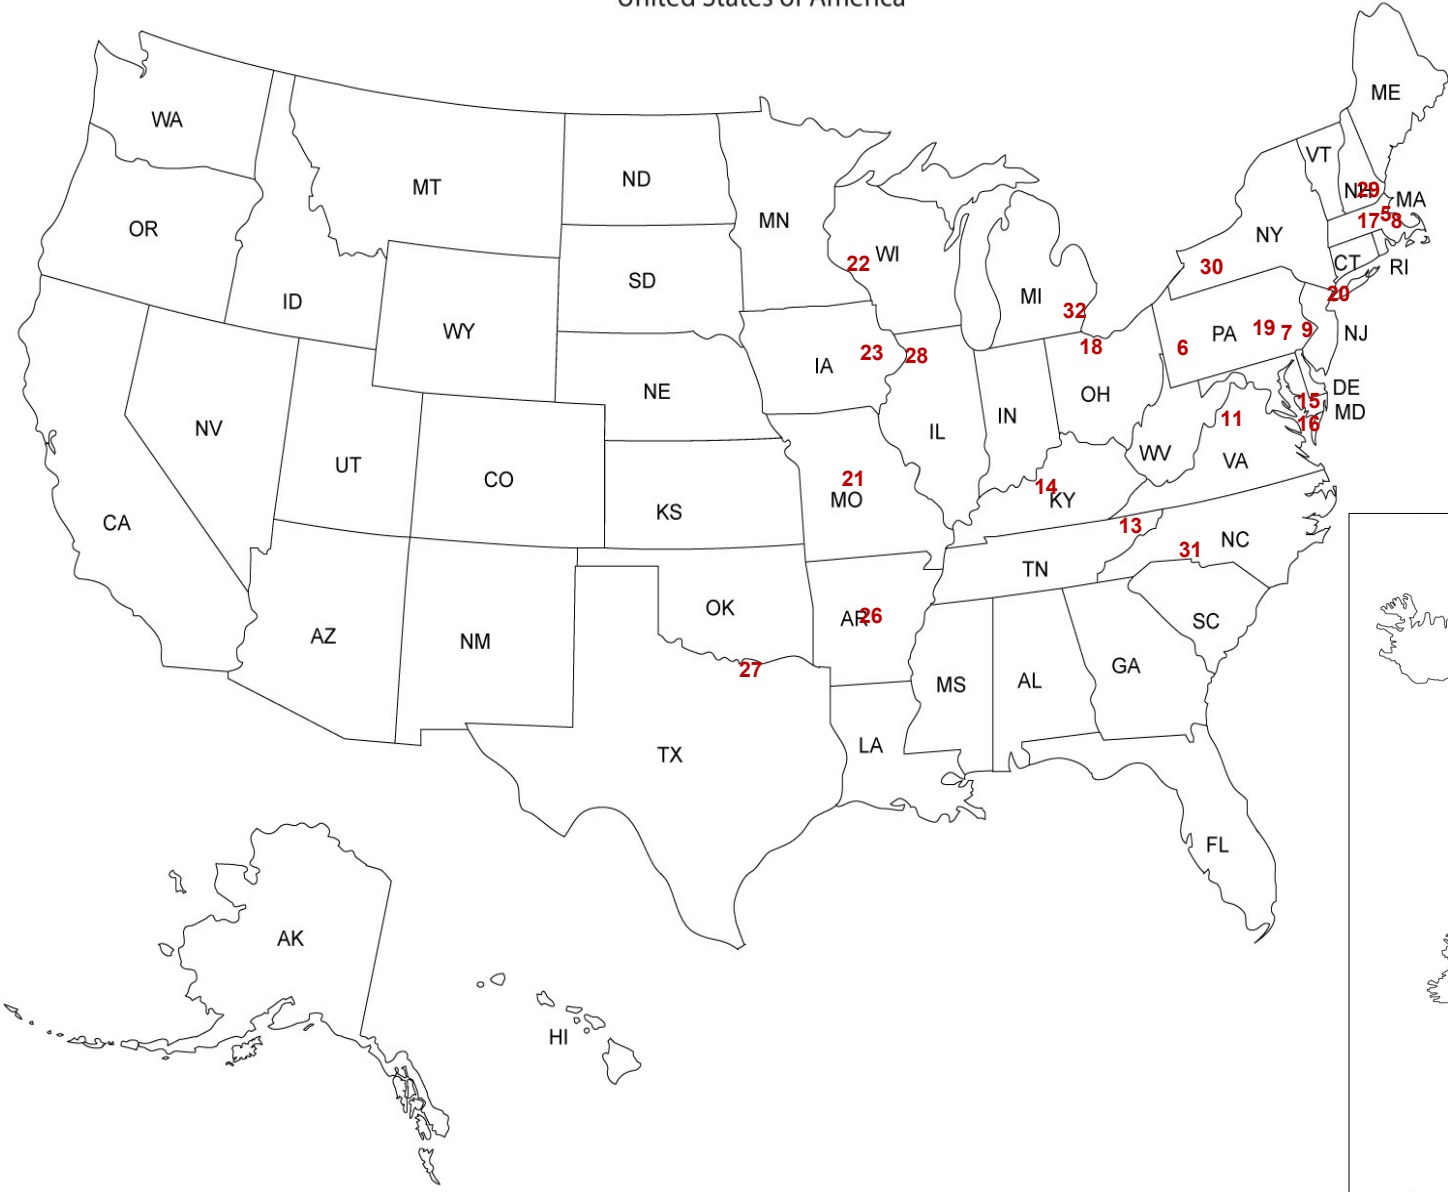 United States of America
ME
WA
VT
MT
ND
NH
29
MA
MN
5
17
8
OR
NY
WI
22
CT
RI
30
SD
MI
20
ID
32
WY
PA
19
7
9
NJ
18
6
23
28
IA
NE
OH
DE
15
MD
11
16
IN
NV
IL
WV
VA
UT
CO
21
14
KY
MO
KS
CA
13
NC
31
TN
OK
AR
26
SC
AZ
NM
GA
27
MS
AL
LA
TX
FL
AK
HI